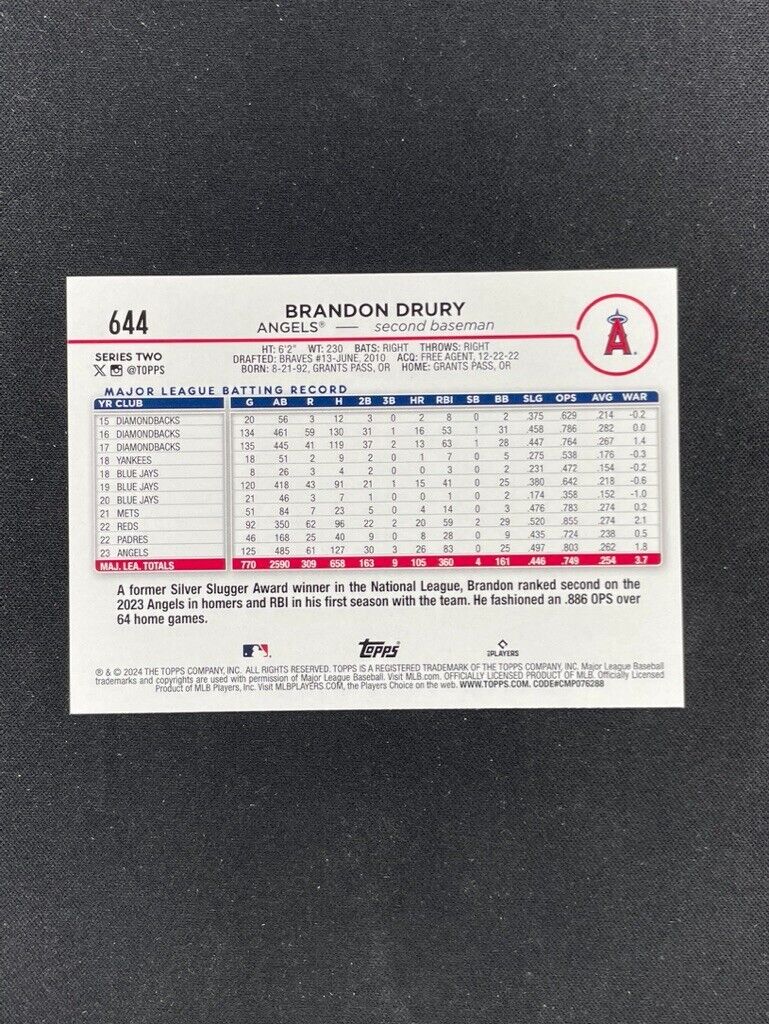 644
BRANDON DRURY
ANGELS® — second baseman
A
SERIES TWO
X @TOPPS
HT: 6'2" WT: 230 BATS: RIGHT THROWS: RIGHT
DRAFTED: BRAVES #13-JUNE, 2010 ACQ: FREE AGENT, 12-22-22
BORN: 8-21-92, GRANTS PASS, OR HOME: GRANTS PASS, OR
MAJOR LEAGUE BATTING RECORD
YR CLUB G AB R H 2B 3B HR RBI SB BB SLG OPS AVG WAR
15 DIAMONDBACKS 20 56 3 12 3 0 2 8 0 2 .375 .629 .214 -0.2
16 DIAMONDBACKS 134 461 59 130 31 1 16 53 1 31 .458 .786 .282 0.0
17 DIAMONDBACKS 135 445 41 119 37 2 13 63 1 28 .447 .764 .267 1.4
18 YANKEES 18 51 2 9 2 0 1 7 0 5 .275 .538 .176 -0.3
18 BLUE JAYS 8 26 3 4 2 0 0 3 0 2 .231 .472 .154 -0.2
19 BLUE JAYS 120 418 43 91 21 1 15 41 0 25 .380 .642 .218 -0.6
20 BLUE JAYS 21 46 3 7 1 0 0 1 0 2 .174 .358 .152 -1.0
21 METS 51 84 7 23 5 0 4 14 0 3 .476 .783 .274 0.2
22 REDS 92 350 62 96 22 2 20 59 2 29 .520 .855 .274 2.1
22 PADRES 46 168 25 40 9 0 8 28 0 9 .435 .724 .238 0.5
23 ANGELS 125 485 61 127 30 3 26 83 0 25 .497 .803 .262 1.8
MAJ. LEA. TOTALS 770 2590 309 658 163 9 105 360 4 161 .446 .749 .254 3.7
A former Silver Slugger Award winner in the National League, Brandon ranked second on the
2023 Angels in homers and RBI in his first season with the team. He fashioned an .886 OPS over
64 home games.
topps® PLAYERS
® & © 2024 THE TOPPS COMPANY, INC. ALL RIGHTS RESERVED. TOPPS IS A REGISTERED TRADEMARK OF THE TOPPS COMPANY, INC. Major League Baseball
trademarks and copyrights are used with permission of Major League Baseball. Visit MLB.com. OFFICIALLY LICENSED PRODUCT OF MLB. Officially Licensed
Product of MLB Players, Inc. Visit MLBPLAYERS.COM, the Players Choice on the web. WWW.TOPPS.COM. CODE#CMP076288